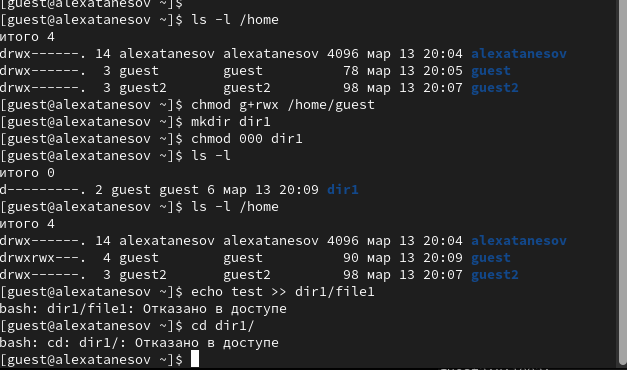 [guest@alexatanesov ~]$
[guest@alexatanesov ~]$ ls -l /home
итого 4
drwx------. 14 alexatanesov alexatanesov 4096 мар 13 20:04 alexatanesov
drwx------.  3 guest        guest          78 мар 13 20:05 guest
drwx------.  3 guest2       guest2         98 мар 13 20:07 guest2
[guest@alexatanesov ~]$ chmod g+rwx /home/guest
[guest@alexatanesov ~]$ mkdir dir1
[guest@alexatanesov ~]$ chmod 000 dir1
[guest@alexatanesov ~]$ ls -l
итого 0
d---------. 2 guest guest 6 мар 13 20:09 dir1
[guest@alexatanesov ~]$ ls -l /home
итого 4
drwx------. 14 alexatanesov alexatanesov 4096 мар 13 20:04 alexatanesov
drwxrwx---.  4 guest        guest          90 мар 13 20:09 guest
drwx------.  3 guest2       guest2         98 мар 13 20:07 guest2
[guest@alexatanesov ~]$ echo test >> dir1/file1
bash: dir1/file1: Отказано в доступе
[guest@alexatanesov ~]$ cd dir1/
bash: cd: dir1/: Отказано в доступе
[guest@alexatanesov ~]$